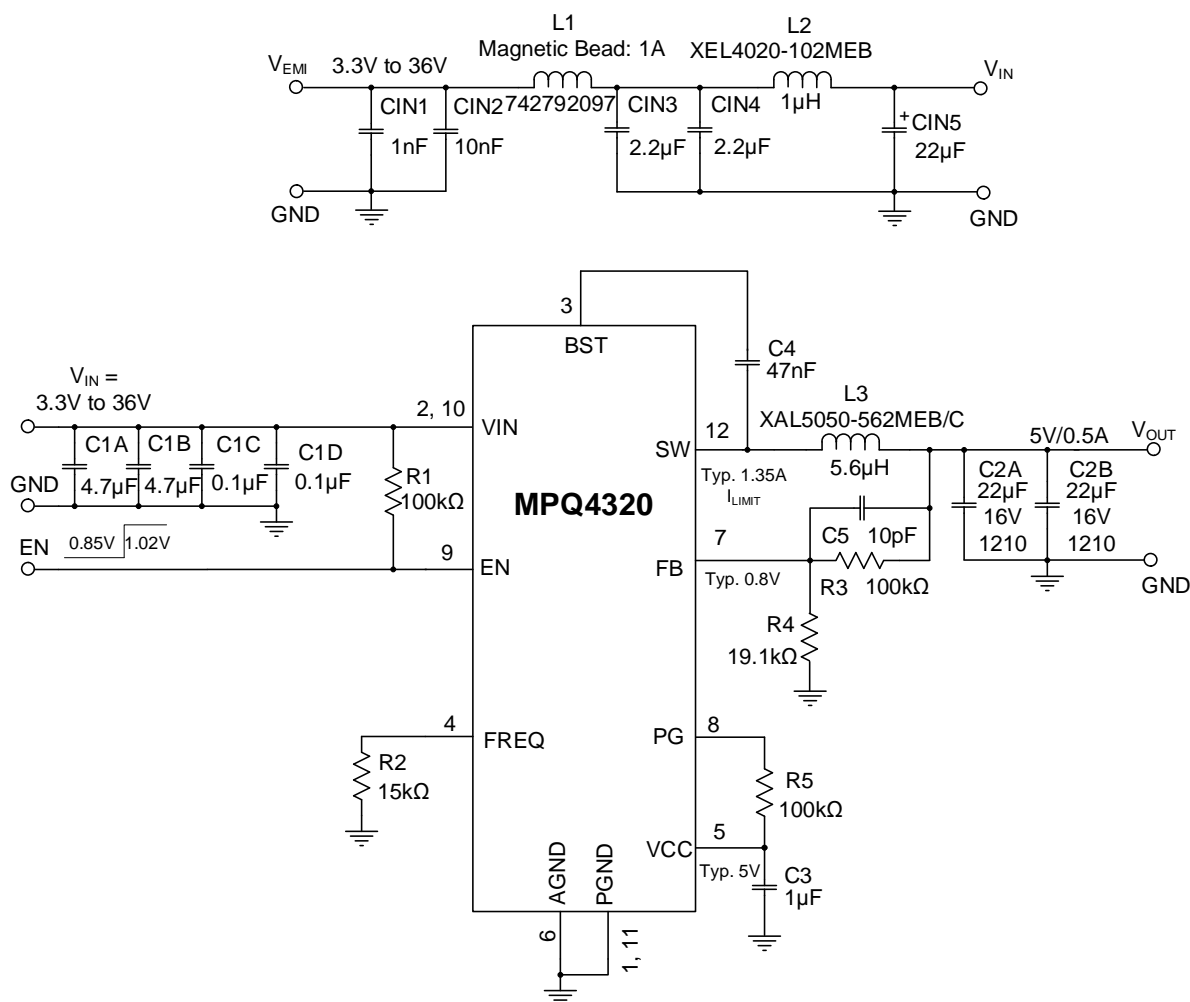 L1
Magnetic Bead: 1A
L2
XEL4020-102MEB
VEMI
3.3V to 36V
VIN
742792097
1µH
CIN1
CIN2
CIN3
CIN4
+CIN5
1nF
10nF
2.2µF
2.2µF
22µF
GND
GND
3
BST
C4
47nF
VIN =
3.3V to 36V
2, 10
VIN
L3
XAL5050-562MEB/C
12
SW
5V/0.5A
VOUT
C1A
C1B
C1C
C1D
4.7µF
4.7µF
0.1µF
0.1µF
GND
R1
100kΩ
Typ. 1.35A
ILIMIT
5.6µH
C2A
22µF
16V
1210
C2B
22µF
16V
1210
MPQ4320
EN
0.85V
1.02V
9
EN
7
FB
Typ. 0.8V
C5
10pF
R3
100kΩ
GND
R4
19.1kΩ
4
FREQ
R2
15kΩ
8
PG
R5
100kΩ
5
VCC
Typ. 5V
C3
1µF
AGND
PGND
6
1, 11